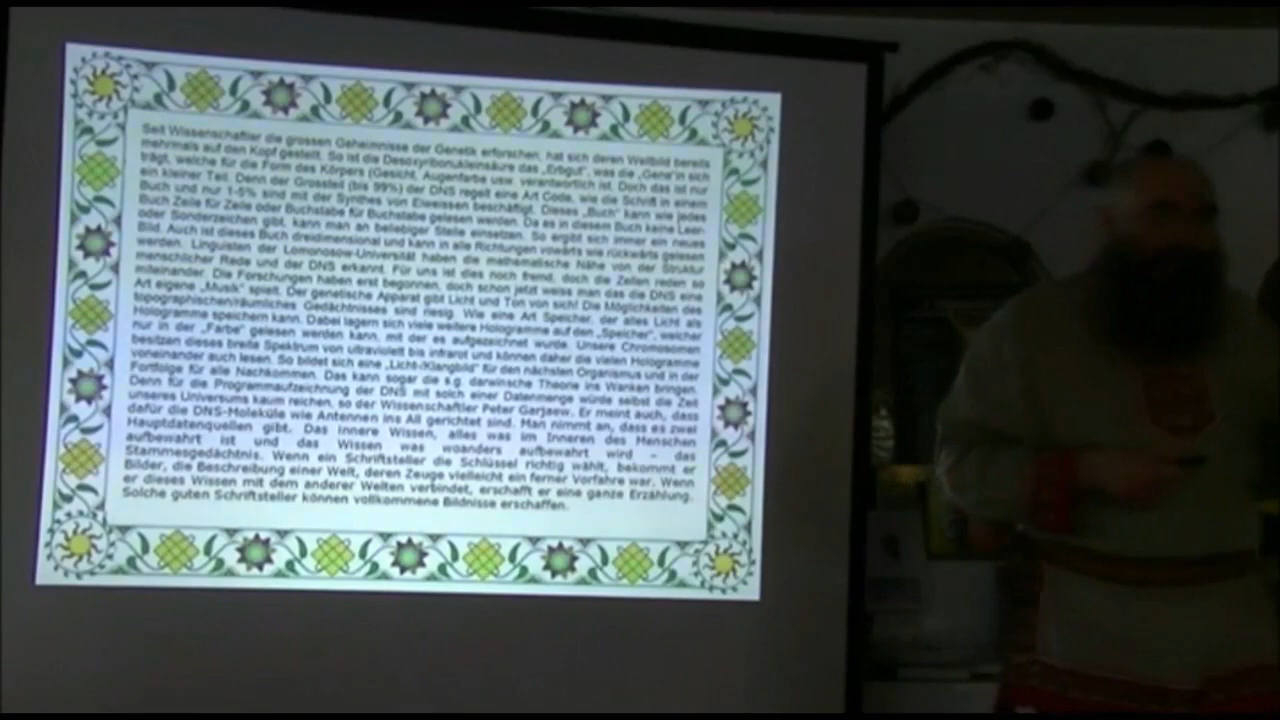 Seit Wissenschaftler die grossen Geheimnisse der Genetik erforschen, hat sich deren Weltbild bereits
mehrmals auf den Kopf gestellt. So ist die Desoxyribonukleinsäure das „Erbgut", was die „Gene"in sich
trägt, welche für die Form des Körpers (Gesicht, Augenfarbe usw. verantwortlich ist. Doch das ist nur
ein kleiner Teil. Denn der Grossteil (bis 99%) der DNS regelt eine Art Code, wie die Schrift in einem
Buch und nur 1-5% sind mit der Synthes von Eiweissen beschäftigt. Dieses „Buch" kann wie jedes
Buch Zeile für Zeile oder Buchstabe für Buchstabe gelesen werden. Da es in diesem Buch keine Leer-
oder Sonderzeichen gibt, kann man an beliebiger Stelle einsetzen. So ergibt sich immer ein neues
Bild. Auch ist dieses Buch dreidimensional und kann in alle Richtungen vowärts wie rückwärts gelesen
werden. Linguisten der Lomonosow-Universität haben die mathematische Nähe von der Struktur
menschlicher Rede und der DNS erkannt. Für uns ist dies noch fremd, doch die Zellen reden so
miteinander. Die Forschungen haben erst begonnen, doch schon jetzt weiss man das die DNS eine
Art eigene „Musik" spielt. Der genetische Apparat gibt Licht und Ton von sich! Die Möglichkeiten des
topographischen/räumliches Gedächtnisses sind riesig. Wie eine Art Speicher, der alles Licht als
Hologramme speichern kann. Dabei lagern sich viele weitere Hologramme auf den „Speicher", welcher
nur in der „Farbe" gelesen werden kann, mit der es aufgezeichnet wurde. Unsere Chromosomen
besitzen dieses breite Spektrum von ultraviolett bis infrarot und können daher die vielen Hologramme
voneinander auch lesen. So bildet sich eine „Licht-/Klangbild" für den nächsten Organismus und in der
Fortfolge für alle Nachkommen. Das kann sogar die s.g. darwinsche Theorie ins Wanken bringen.
Denn für die Programmaufzeichnung der DNS mit solch einer Datenmenge würde selbst die Zeit
unseres Universums kaum reichen, so der Wissenschaftler Peter Garjaew. Er meint auch, dass
dafür die DNS-Moleküle wie Antennen ins All gerichtet sind. Man nimmt an, dass es zwei
Hauptdatenquellen gibt. Das Innere Wissen, alles was im Inneren des Menschen
aufbewahrt ist und das Wissen was woanders aufbewahrt wird – das
Stammesgedächtnis. Wenn ein Schriftsteller die Schlüssel richtig wählt, bekommt er
Bilder, die Beschreibung einer Welt, deren Zeuge vielleicht ein ferner Vorfahre war. Wenn
er dieses Wissen mit dem anderer Welten verbindet, erschafft er eine ganze Erzählung.
Solche guten Schriftsteller können vollkommene Bildnisse erschaffen.